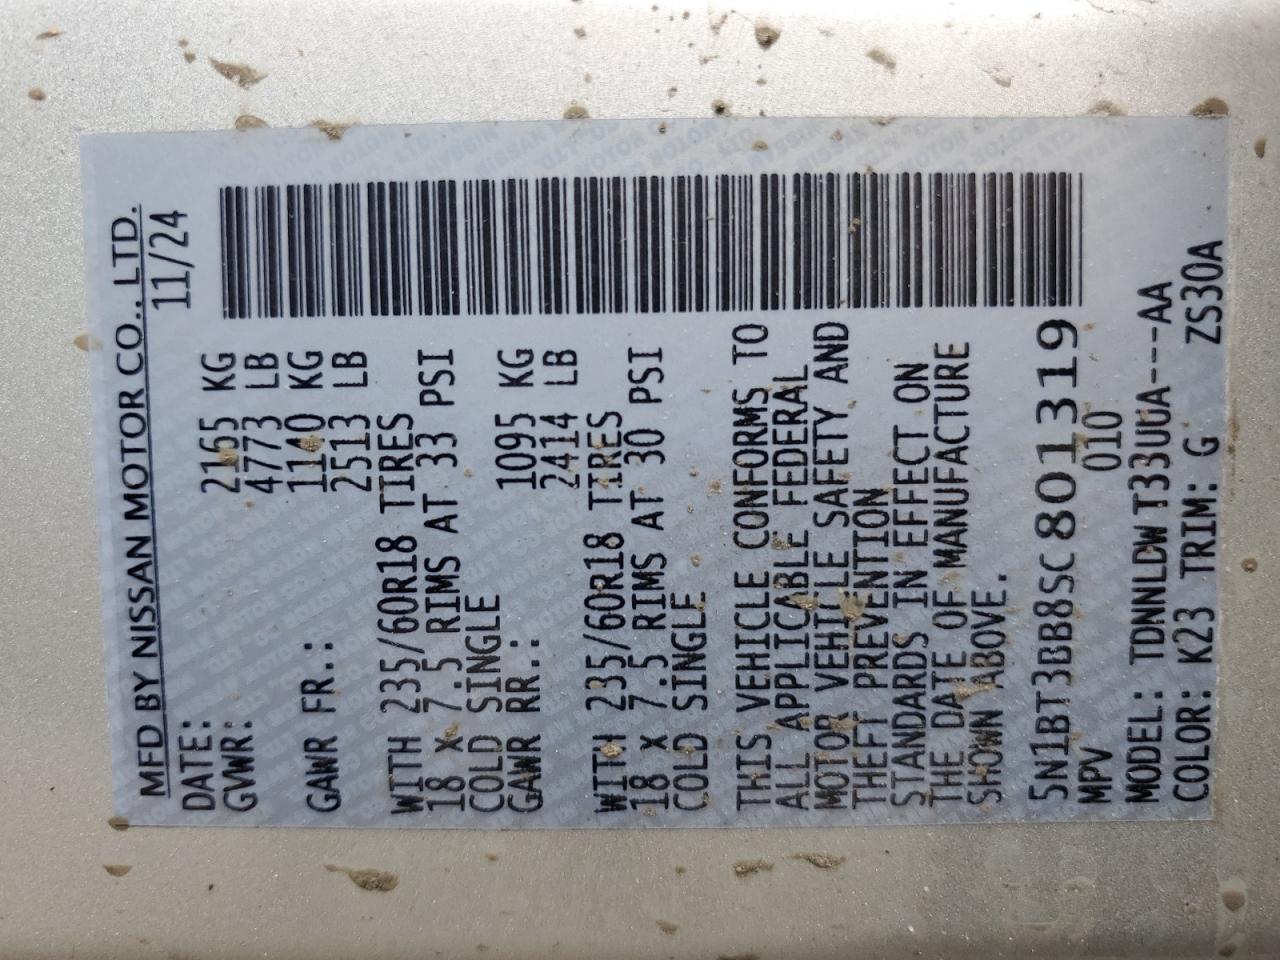 MFD BY NISSAN MOTOR CO., LTD.
DATE: 11/24
GVWR: 2165 KG
4773 LB
GAWR FR.: 1140 KG
2513 LB
WITH 235/60R18 TIRES
18 x 7.5 RIMS AT 33 PSI
COLD SINGLE
GAWR RR.: 1095 KG
2414 LB
WITH 235/60R18 TIRES
18 x 7.5 RIMS AT 30 PSI
COLD SINGLE
THIS VEHICLE CONFORMS TO
ALL APPLICABLE FEDERAL
MOTOR VEHICLE SAFETY AND
THEFT PREVENTION
STANDARDS IN EFFECT ON
THE DATE OF MANUFACTURE
SHOWN ABOVE.
5N1BT3BB8SC801319
MPV 010
MODEL: TDNNLDW T33UUA---AA
COLOR: K23 TRIM: G ZS30A